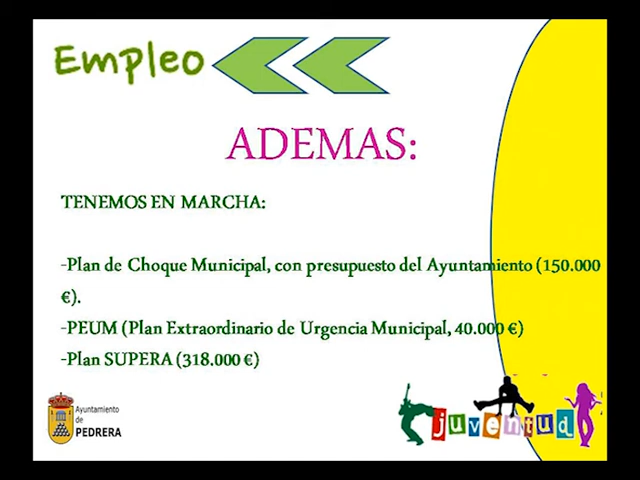 Empleo
ADEMAS:
TENEMOS EN MARCHA:
-Plan de Choque Municipal, con presupuesto del Ayuntamiento (150.000
€).
-PEUM (Plan Extraordinario de Urgencia Municipal, 40.000 €)
-Plan SUPERA (318.000 €)
Ayuntamiento
de
PEDRERA
juventud